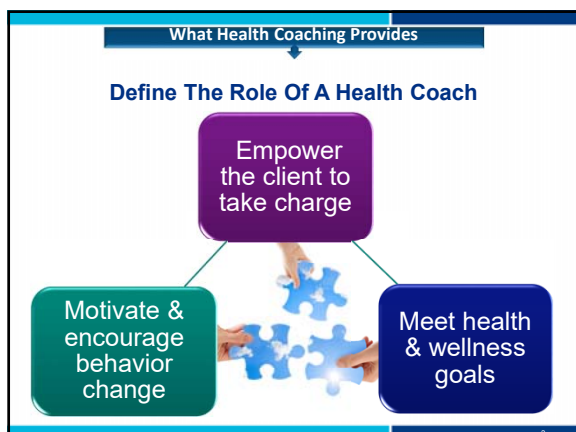 What Health Coaching Provides
Define The Role Of A Health Coach
Empower
the client to
take charge
Motivate &
encourage
behavior
change
Meet health
& wellness
goals